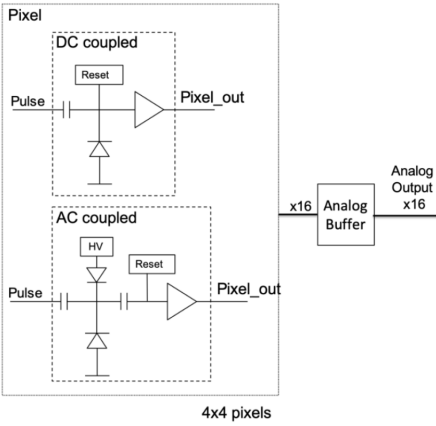 Pixel
DC coupled
Reset
Pulse
Pixel_out
AC coupled
HV
Reset
Pulse
Pixel_out
4x4 pixels
x16
Analog
Buffer
Analog
Output
x16